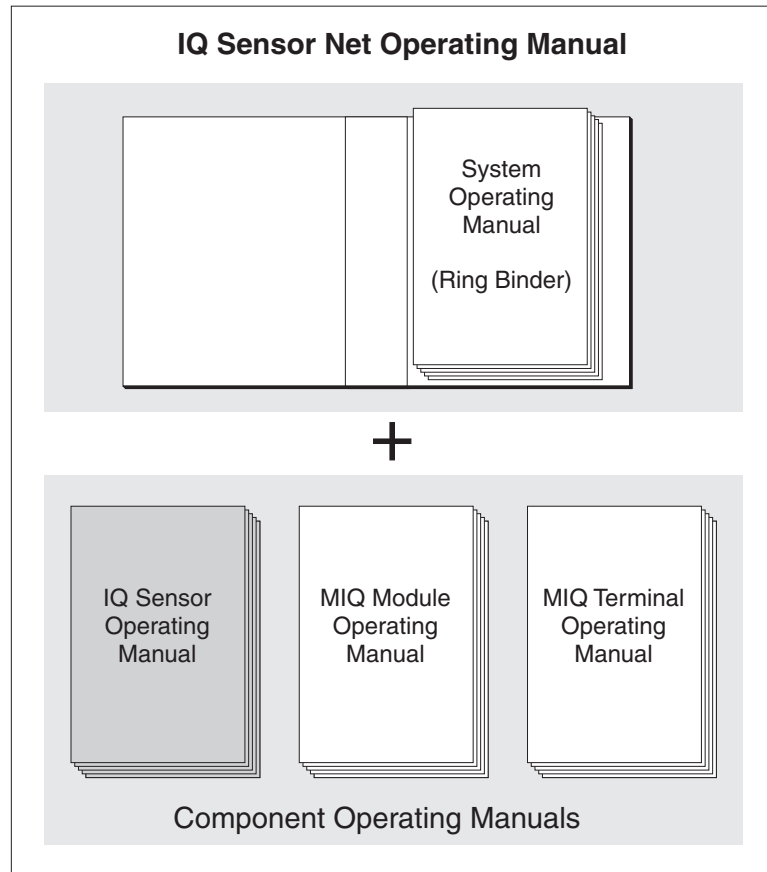 IQ Sensor Net Operating Manual
System
Operating
Manual
(Ring Binder)
+
IQ Sensor
Operating
Manual
MIQ Module
Operating
Manual
MIQ Terminal
Operating
Manual
Component Operating Manuals